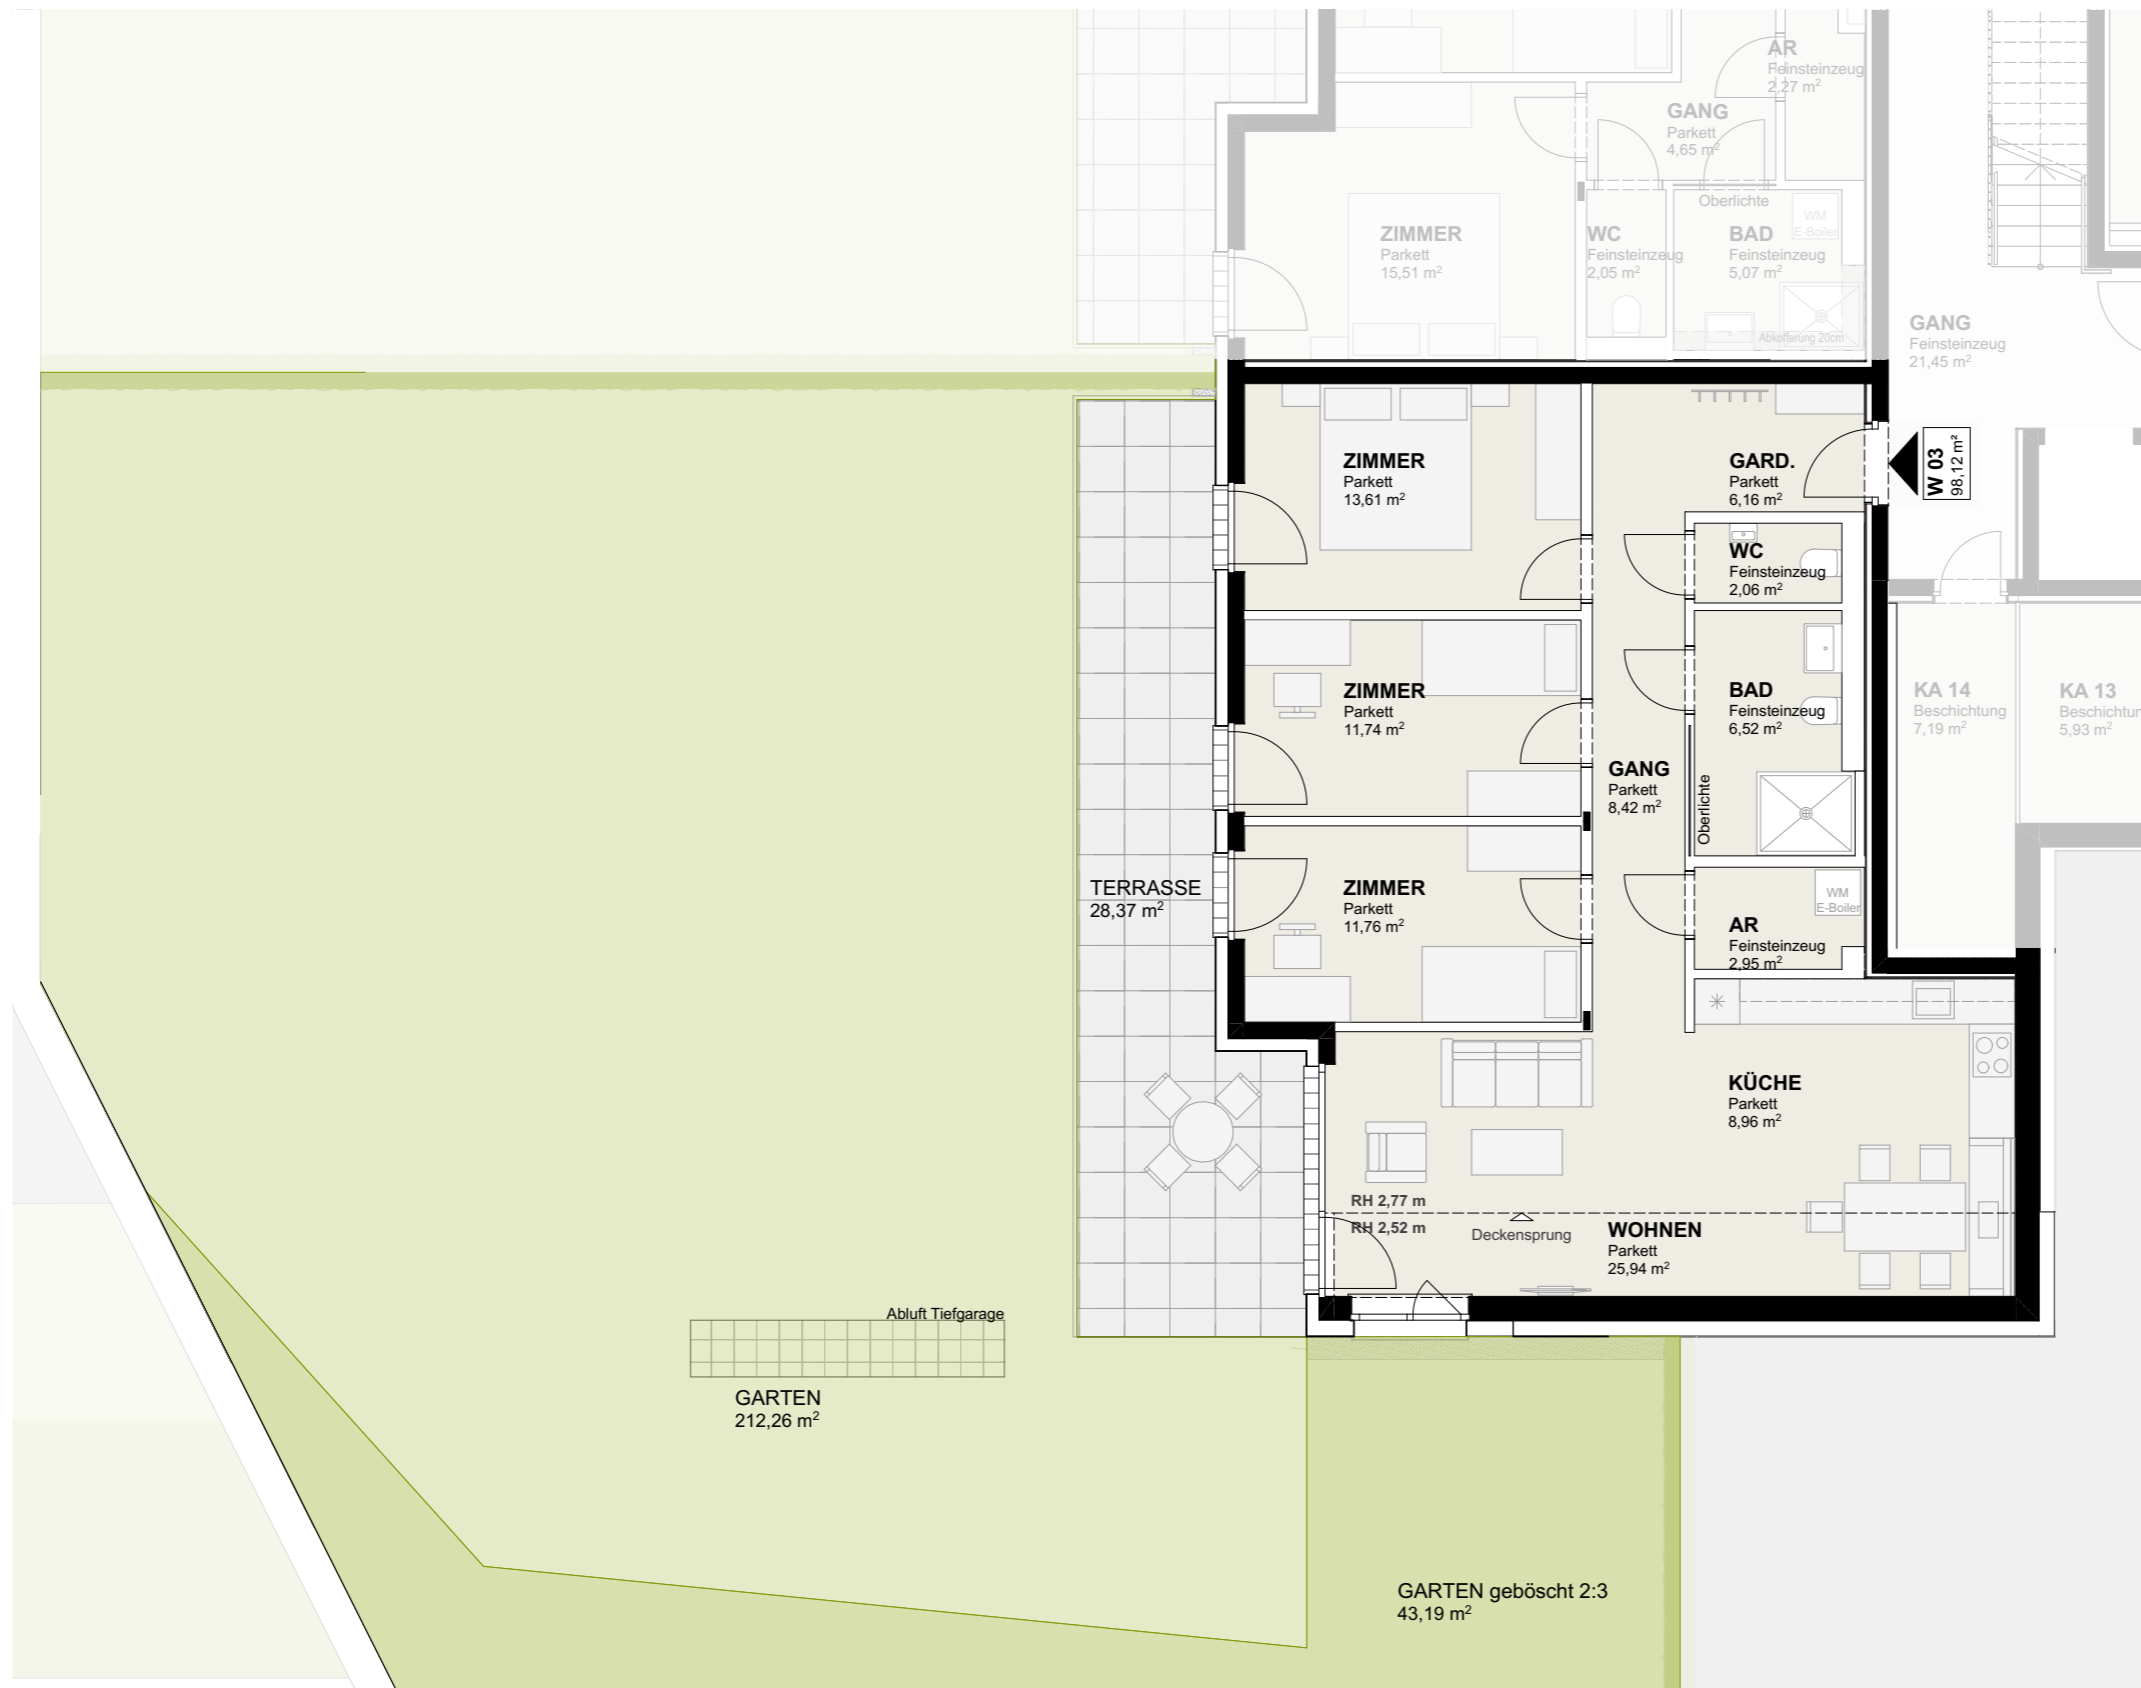 AR
Feinsteinzeug
2,27 m²
GANG
Parkett
4,65 m²
Oberlichte
ZIMMER
Parkett
15,51 m²
WC
Feinsteinzeug
2,05 m²
BAD
Feinsteinzeug
5,07 m²
WM
E-Boiler
Abkofferung 20cm
GANG
Feinsteinzeug
21,45 m²
ZIMMER
Parkett
13,61 m²
GARD.
Parkett
6,16 m²
W 03
98,12 m²
WC
Feinsteinzeug
2,06 m²
ZIMMER
Parkett
11,74 m²
BAD
Feinsteinzeug
6,52 m²
KA 14
Beschichtung
7,19 m²
KA 13
Beschichtun
5,93 m²
GANG
Parkett
8,42 m²
Oberlichte
TERRASSE
28,37 m²
ZIMMER
Parkett
11,76 m²
WM
E-Boiler
AR
Feinsteinzeug
2,95 m²
KÜCHE
Parkett
8,96 m²
RH 2,77 m
RH 2,52 m
Deckensprung
WOHNEN
Parkett
25,94 m²
Abluft Tiefgarage
GARTEN
212,26 m²
GARTEN geböscht 2:3
43,19 m²